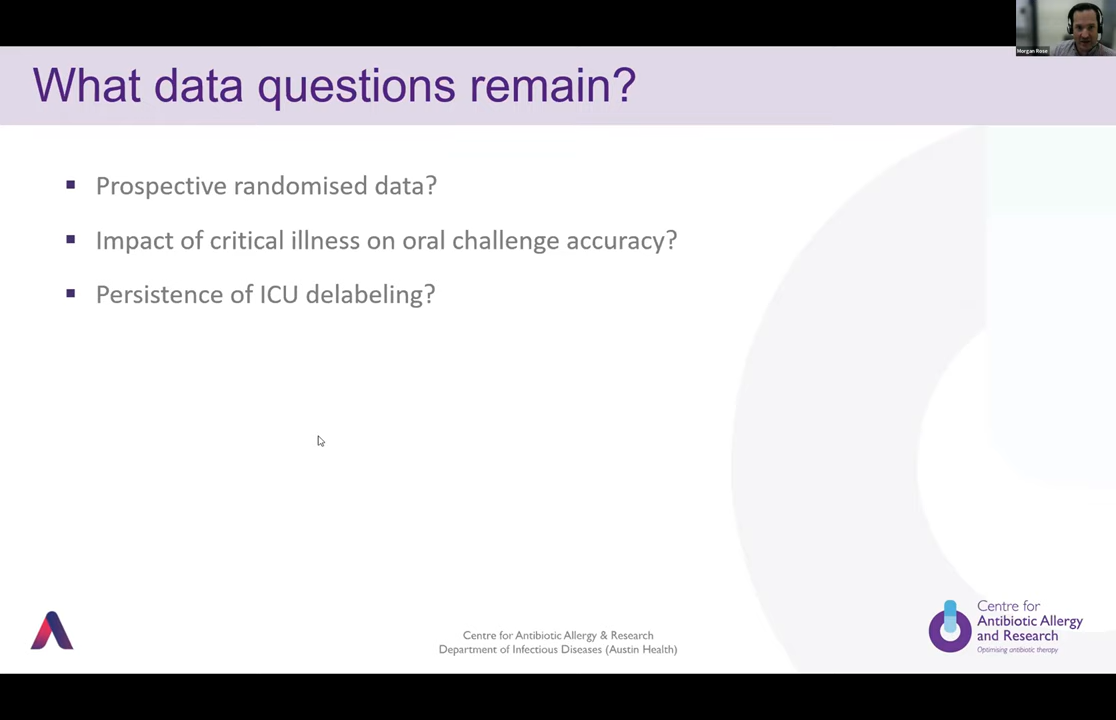 Morgan Rose
What data questions remain?
▪ Prospective randomised data?
▪ Impact of critical illness on oral challenge accuracy?
▪ Persistence of ICU delabeling?
Centre for Antibiotic Allergy & Research
Department of Infectious Diseases (Austin Health)
Centre for
Antibiotic Allergy
and Research
Optimising antibiotic therapy